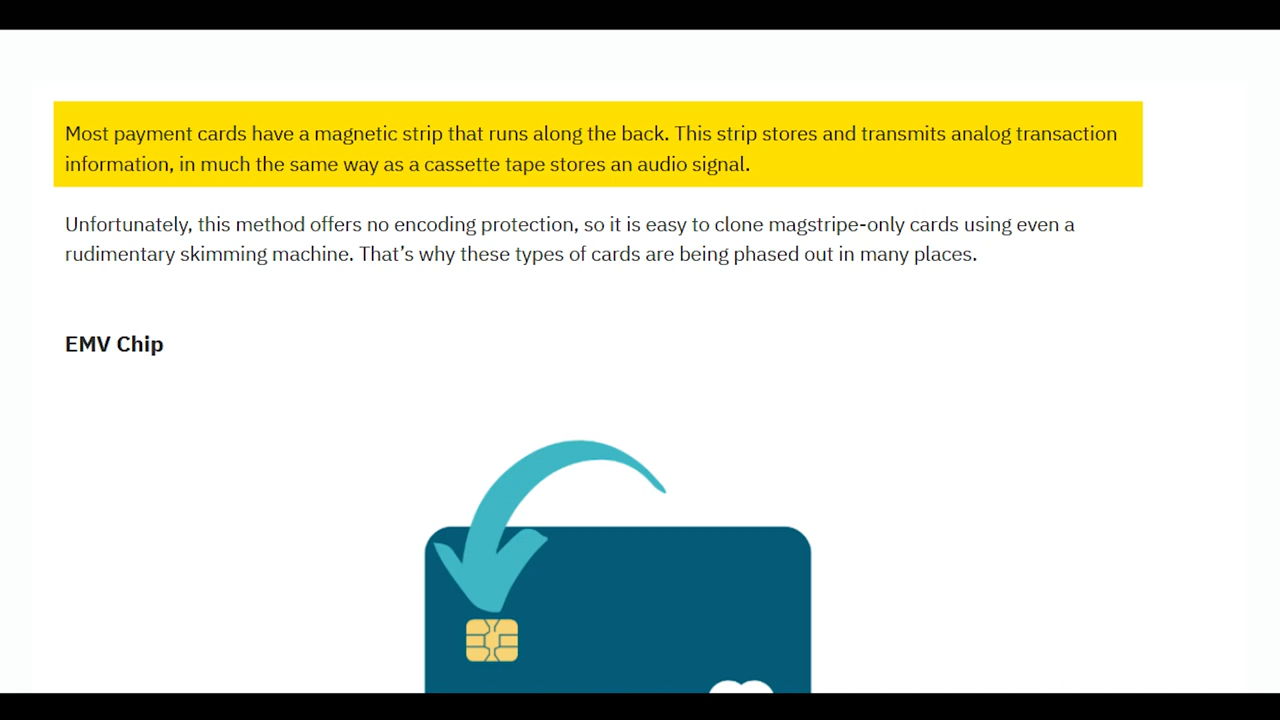 Most payment cards have a magnetic strip that runs along the back. This strip stores and transmits analog transaction
information, in much the same way as a cassette tape stores an audio signal.
Unfortunately, this method offers no encoding protection, so it is easy to clone magstripe-only cards using even a
rudimentary skimming machine. That’s why these types of cards are being phased out in many places.
EMV Chip